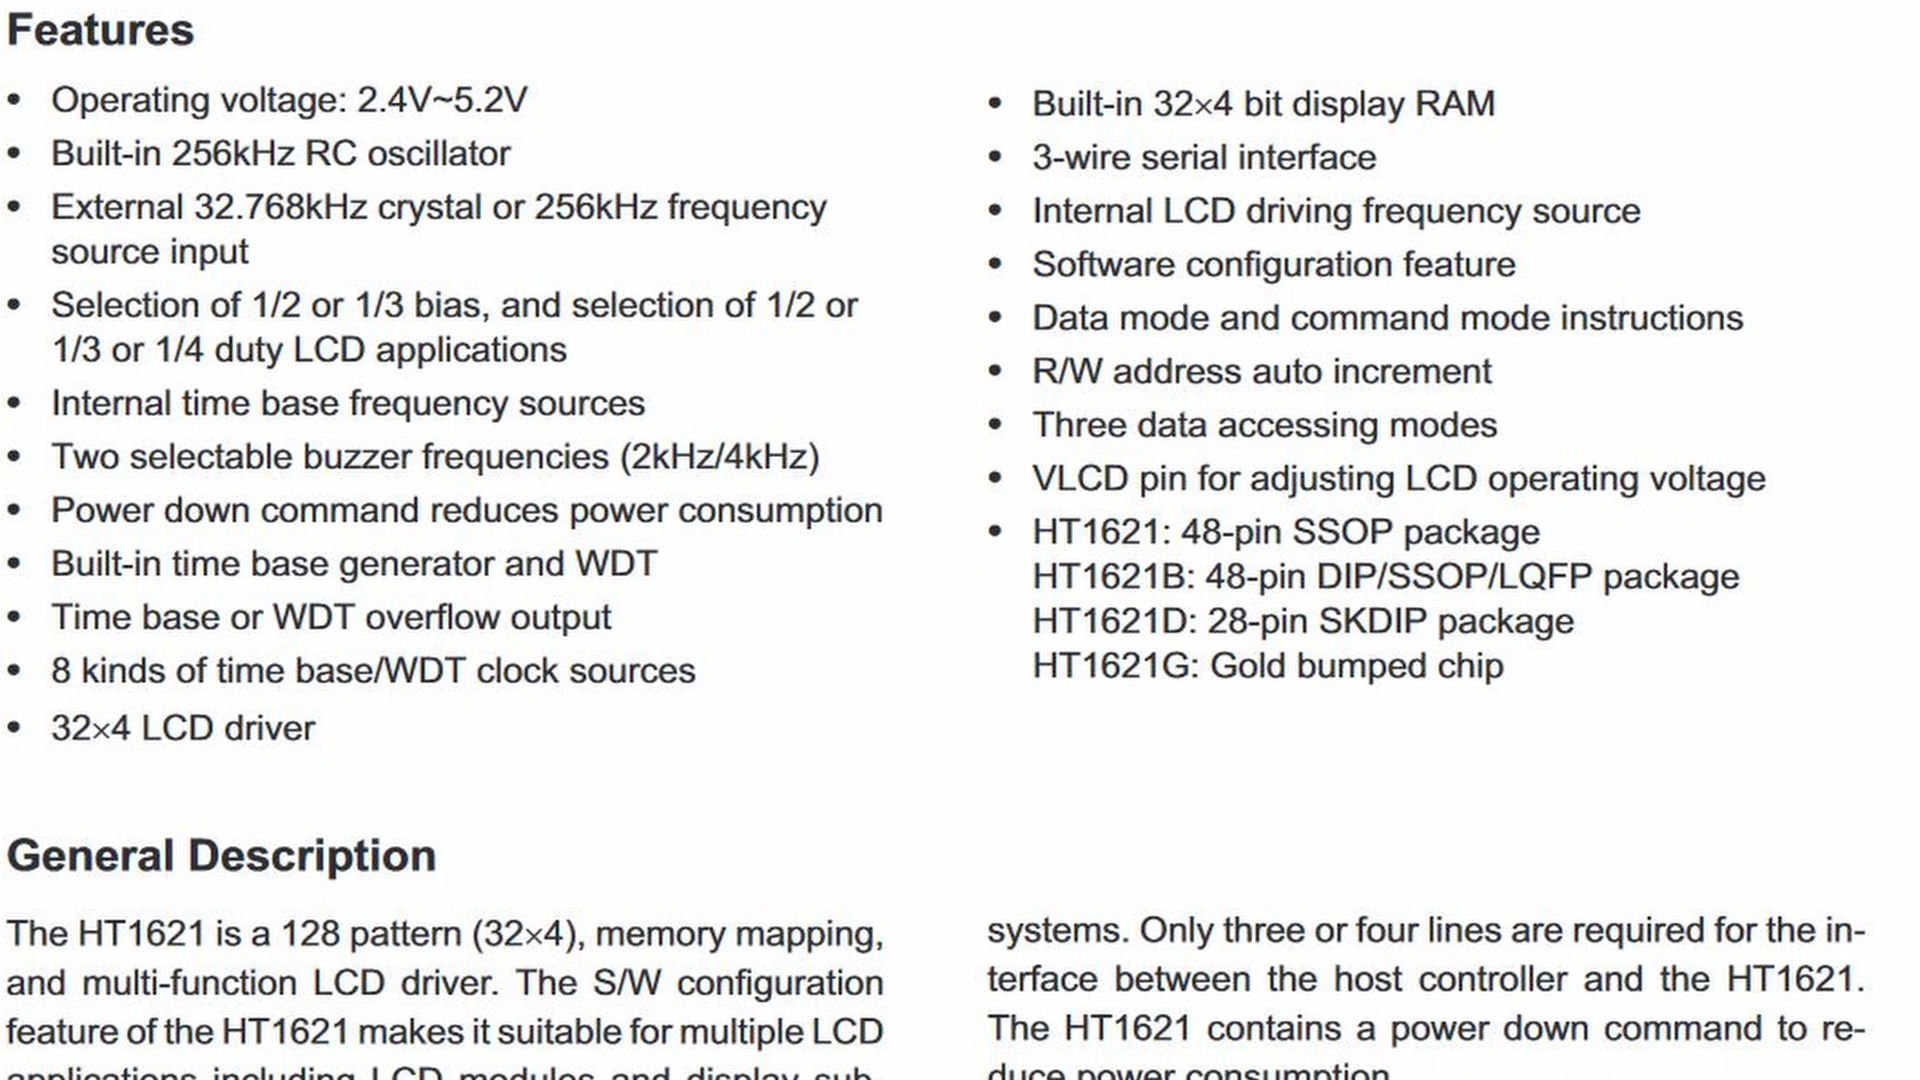 Features
• Operating voltage: 2.4V~5.2V
• Built-in 256kHz RC oscillator
• External 32.768kHz crystal or 256kHz frequency
source input
• Selection of 1/2 or 1/3 bias, and selection of 1/2 or
1/3 or 1/4 duty LCD applications
• Internal time base frequency sources
• Two selectable buzzer frequencies (2kHz/4kHz)
• Power down command reduces power consumption
• Built-in time base generator and WDT
• Time base or WDT overflow output
• 8 kinds of time base/WDT clock sources
• 32×4 LCD driver
• Built-in 32×4 bit display RAM
• 3-wire serial interface
• Internal LCD driving frequency source
• Software configuration feature
• Data mode and command mode instructions
• R/W address auto increment
• Three data accessing modes
• VLCD pin for adjusting LCD operating voltage
• HT1621: 48-pin SSOP package
HT1621B: 48-pin DIP/SSOP/LQFP package
HT1621D: 28-pin SKDIP package
HT1621G: Gold bumped chip
General Description
The HT1621 is a 128 pattern (32×4), memory mapping,
and multi-function LCD driver. The S/W configuration
feature of the HT1621 makes it suitable for multiple LCD
applications including LCD modules and display sub-
systems. Only three or four lines are required for the in-
terface between the host controller and the HT1621.
The HT1621 contains a power down command to re-
duce power consumption.